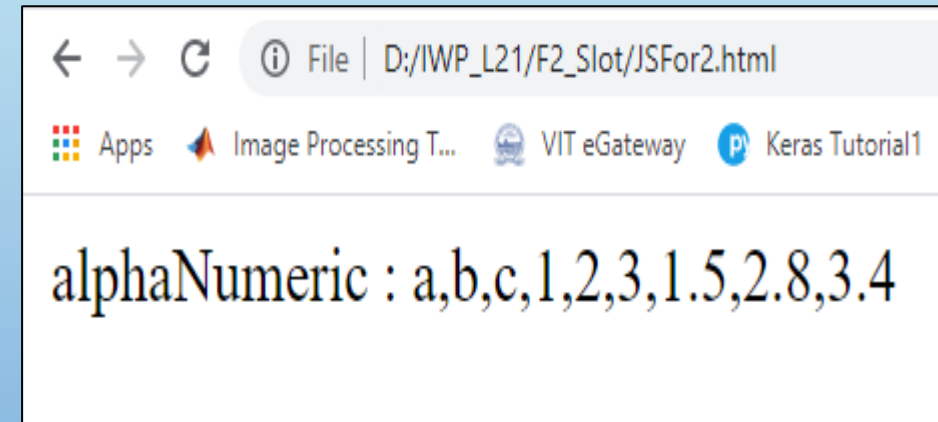 File | D:/IWP_L21/F2_Slot/JSFor2.html
Apps Image Processing T... VIT eGateway py Keras Tutorial1
alphaNumeric : a,b,c,1,2,3,1.5,2.8,3.4